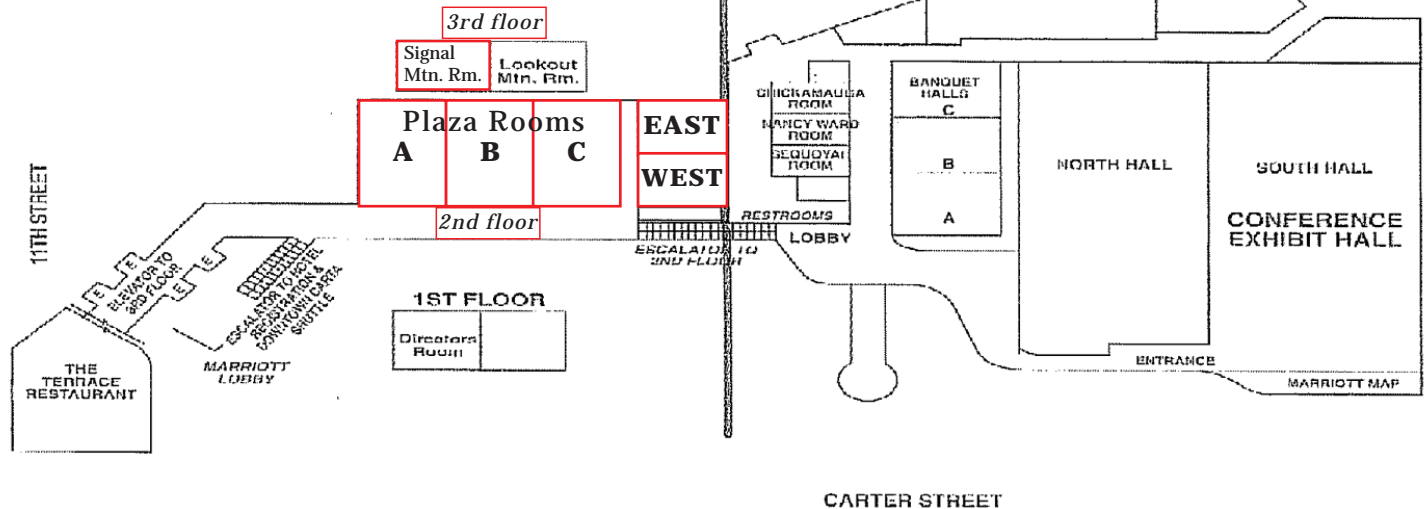 3rd floor
Signal
Mtn. Rm.
Lookout
Mtn. Rm.
Plaza Rooms
A
B
C
EAST
WEST
2nd floor
CHICKAMAUGA
ROOM
NANCY WARD
ROOM
SEQUOYAH
ROOM
BANQUET
HALLS
C
B
A
NORTH HALL
SOUTH HALL
CONFERENCE
EXHIBIT HALL
RESTROOMS
LOBBY
ESCALATOR TO
2ND FLOOR
11TH STREET
E
E
E
E
ELEVATOR TO
3RD FLOOR
ESCALATOR TO HOTEL
REGISTRATION &
DOWNTOWN CARTA
SHUTTLE
1ST FLOOR
Directors
Room
MARRIOTT
LOBBY
THE
TERRACE
RESTAURANT
ENTRANCE
MARRIOTT MAP
CARTER STREET